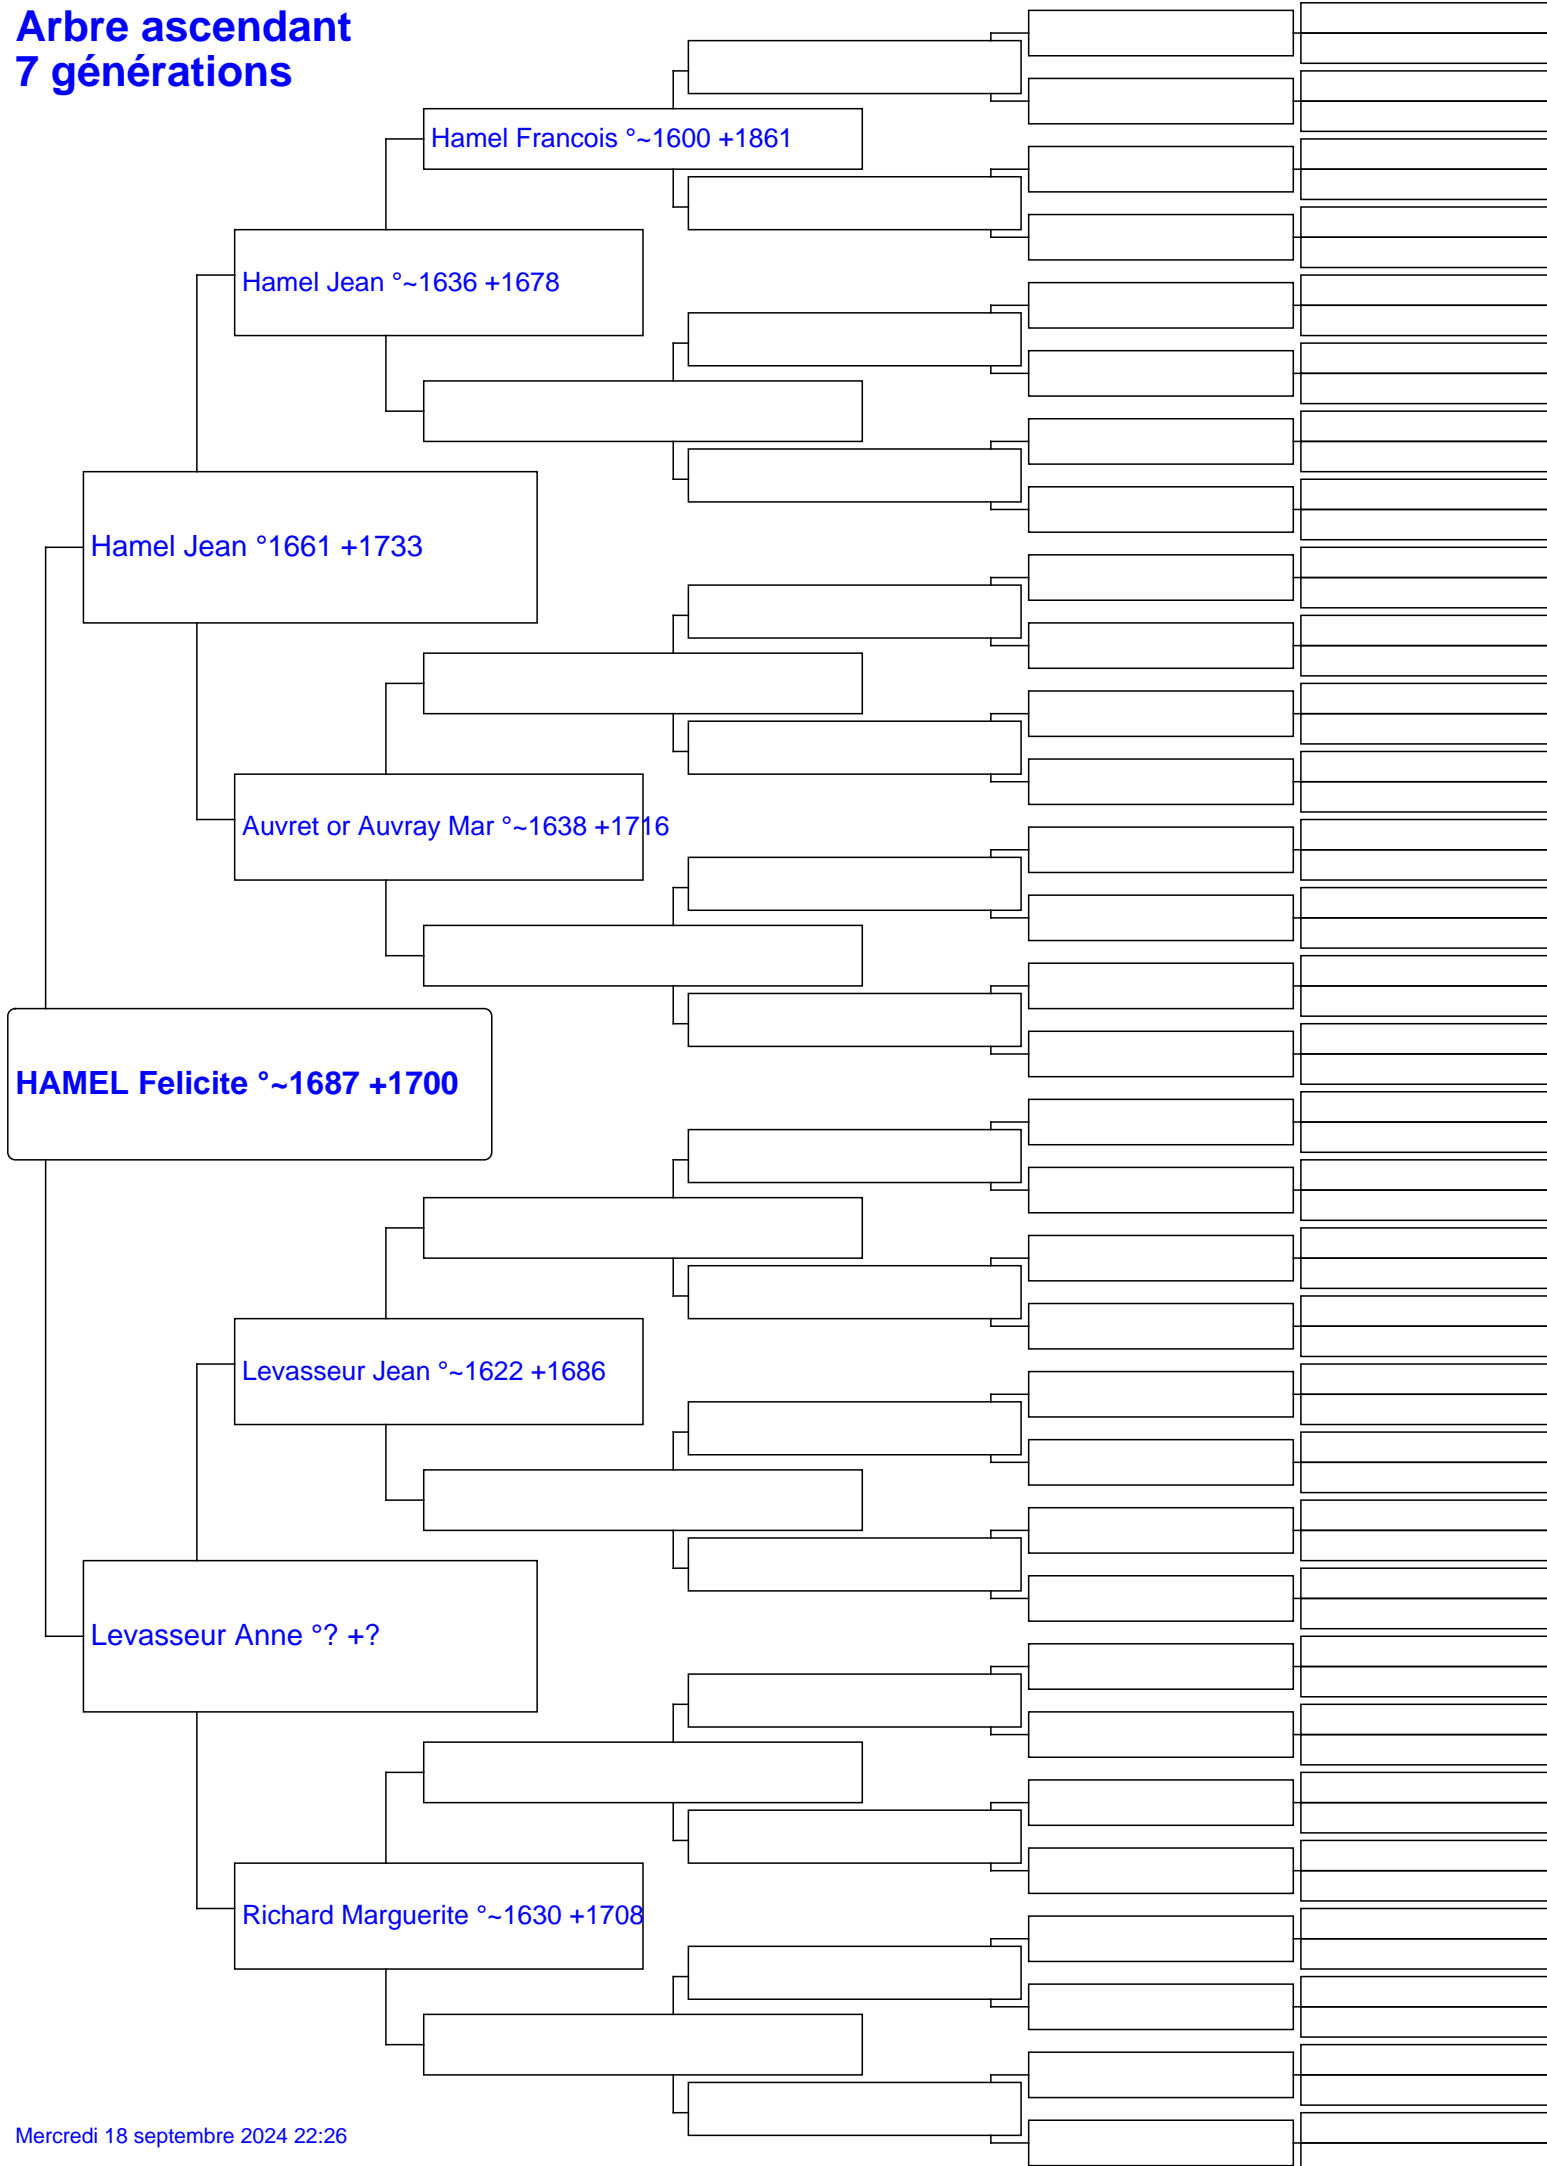 Arbre ascendant
7 générations
Hamel Francois °~1600 +1861
Hamel Jean °~1636 +1678
Hamel Jean °1661 +1733
Auvret or Auvray Mar °~1638 +1716
HAMEL Felicite °~1687 +1700
Levasseur Jean °~1622 +1686
Levasseur Anne °? +?
Richard Marguerite °~1630 +1708
Mercredi 18 septembre 2024 22:26